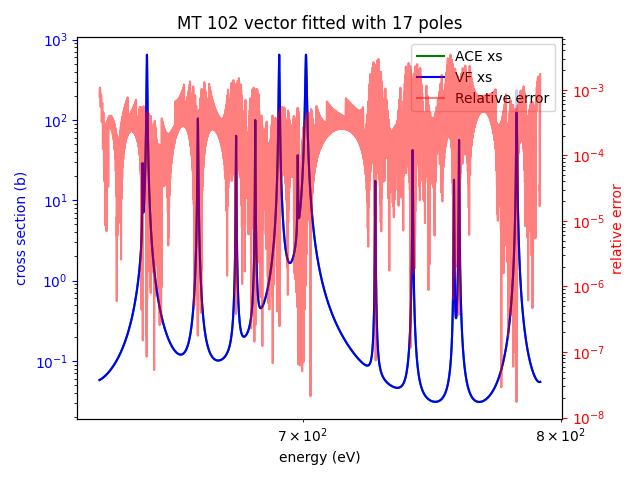 MT 102 vector fitted with 17 poles
ACE xs
VF xs
Relative error
cross section (b)
10³
10²
10¹
10⁰
10⁻¹
relative error
10⁻³
10⁻⁴
10⁻⁵
10⁻⁶
10⁻⁷
10⁻⁸
7 × 10²
8 × 10²
energy (eV)